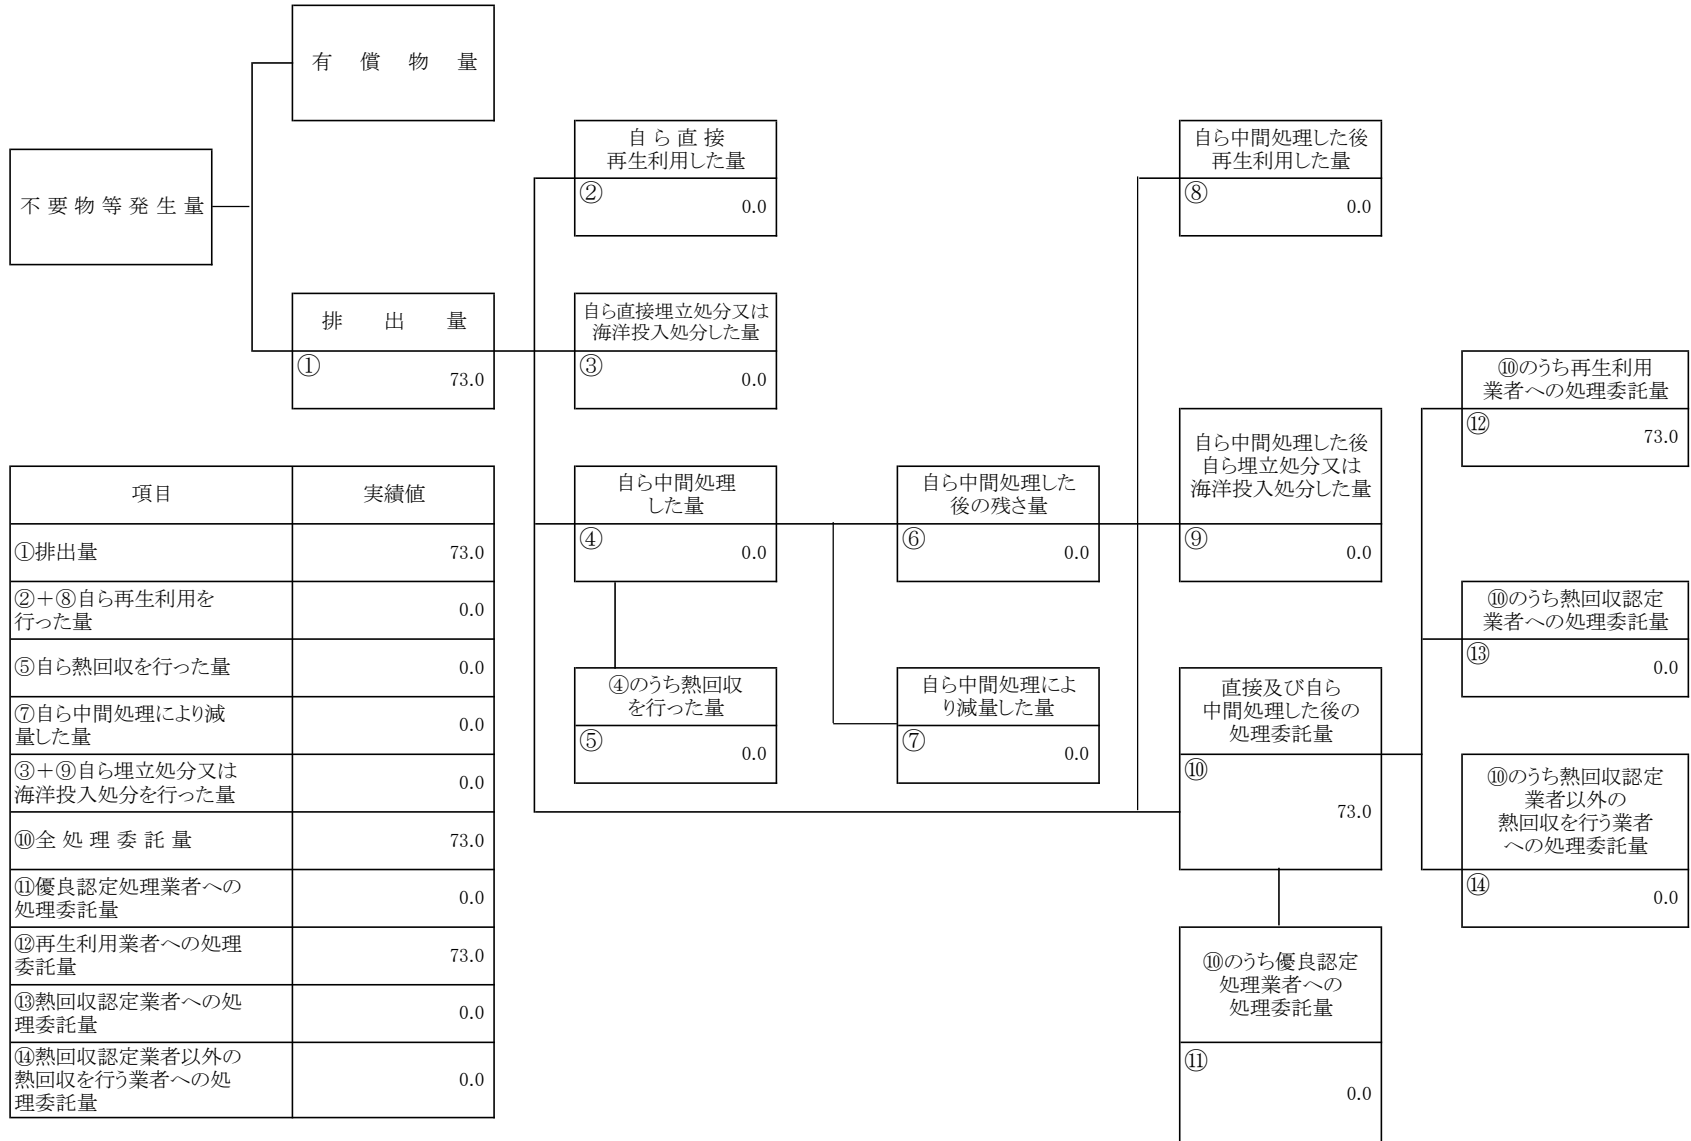 有　償　物　量
不 要 物 等 発 生 量
排　出　量
①
73.0
自 ら 直 接
再生利用した量
②
0.0
自ら直接埋立処分又は
海洋投入処分した量
③
0.0
自ら中間処理
した量
④
0.0
④のうち熱回収
を行った量
⑤
0.0
自ら中間処理した
後の残さ量
⑥
0.0
自ら中間処理によ
り減量した量
⑦
0.0
自ら中間処理した後
再生利用した量
⑧
0.0
自ら中間処理した後
自ら埋立処分又は
海洋投入処分した量
⑨
0.0
直接及び自ら
中間処理した後の
処理委託量
⑩
73.0
⑩のうち優良認定
処理業者への
処理委託量
⑪
0.0
⑩のうち再生利用
業者への処理委託量
⑫
73.0
⑩のうち熱回収認定
業者への処理委託量
⑬
0.0
⑩のうち熱回収認定
業者以外の
熱回収を行う業者
への処理委託量
⑭
0.0
項目　実績値
①排出量　73.0
②＋⑧自ら再生利用を
行った量　0.0
⑤自ら熱回収を行った量　0.0
⑦自ら中間処理により減
量した量　0.0
③＋⑨自ら埋立処分又は
海洋投入処分を行った量　0.0
⑩全 処 理 委 託 量　73.0
⑪優良認定処理業者への
処理委託量　0.0
⑫再生利用業者への処理
委託量　73.0
⑬熱回収認定業者への処
理委託量　0.0
⑭熱回収認定業者以外の
熱回収を行う業者への処
理委託量　0.0